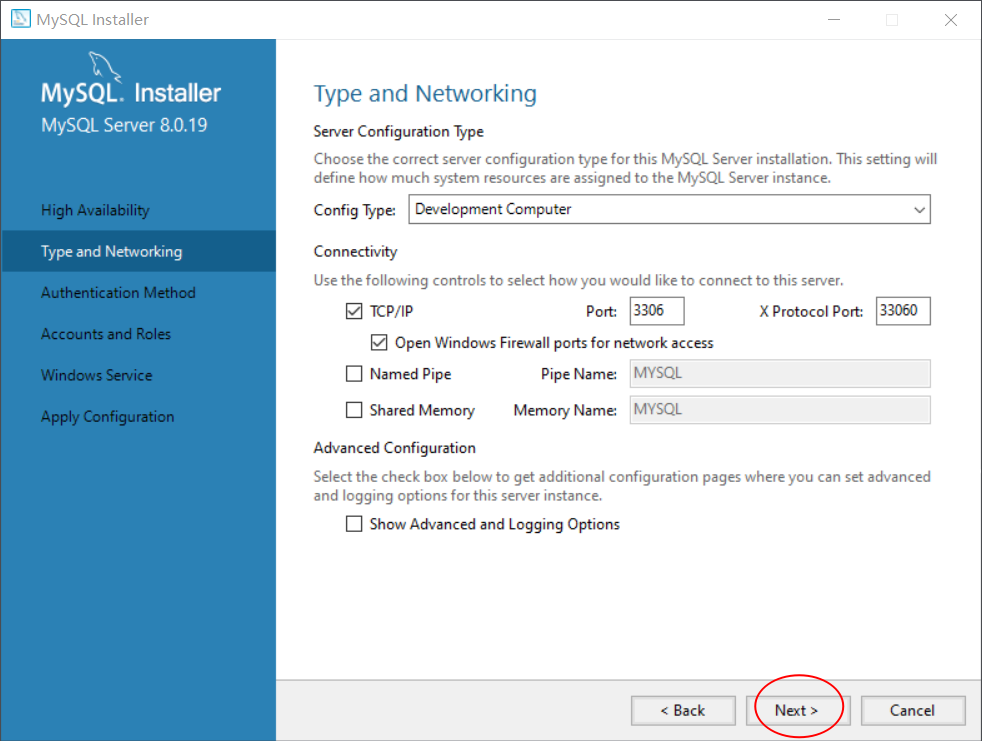 MySQL Installer
MySQL. Installer
MySQL Server 8.0.19
High Availability
Type and Networking
Authentication Method
Accounts and Roles
Windows Service
Apply Configuration
Type and Networking
Server Configuration Type
Choose the correct server configuration type for this MySQL Server installation. This setting will
define how much system resources are assigned to the MySQL Server instance.
Config Type: Development Computer
Connectivity
Use the following controls to select how you would like to connect to this server.
TCP/IP Port: 3306 X Protocol Port: 33060
Open Windows Firewall ports for network access
Named Pipe Pipe Name: MYSQL
Shared Memory Memory Name: MYSQL
Advanced Configuration
Select the check box below to get additional configuration pages where you can set advanced
and logging options for this server instance.
Show Advanced and Logging Options
< Back Next > Cancel